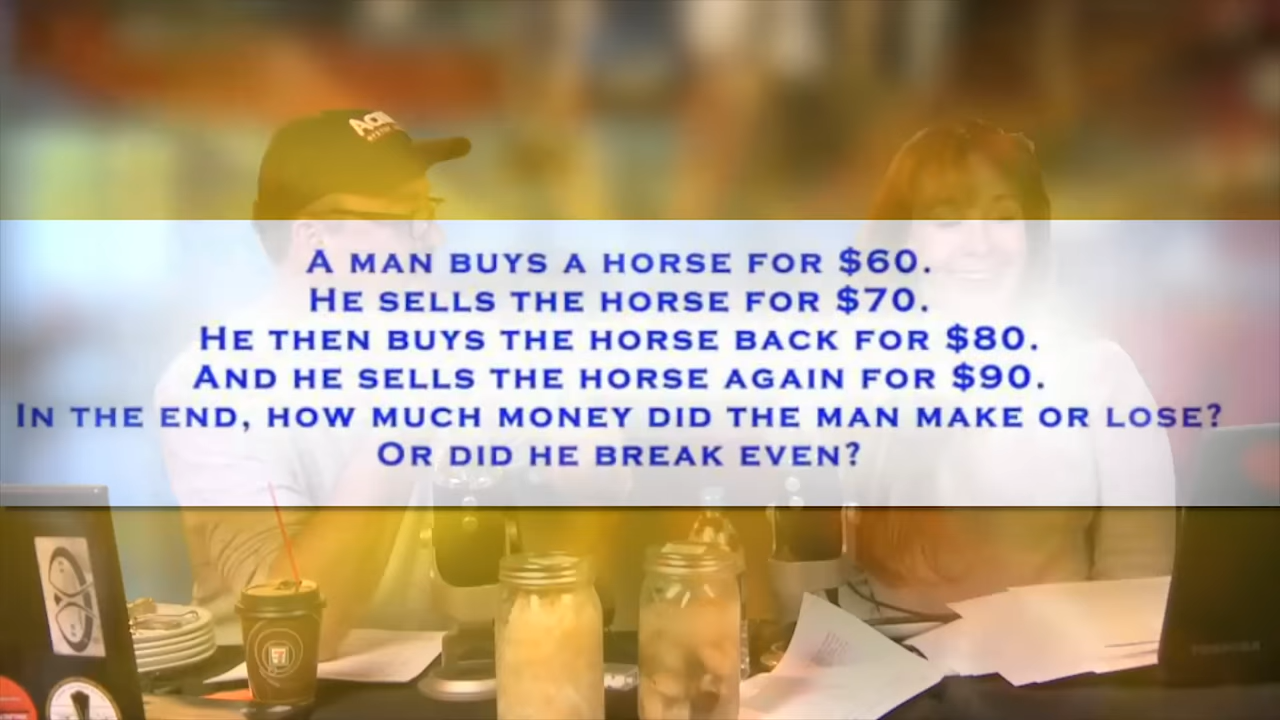 A MAN BUYS A HORSE FOR $60.
HE SELLS THE HORSE FOR $70.
HE THEN BUYS THE HORSE BACK FOR $80.
AND HE SELLS THE HORSE AGAIN FOR $90.
IN THE END, HOW MUCH MONEY DID THE MAN MAKE OR LOSE?
OR DID HE BREAK EVEN?
TOSHIBA